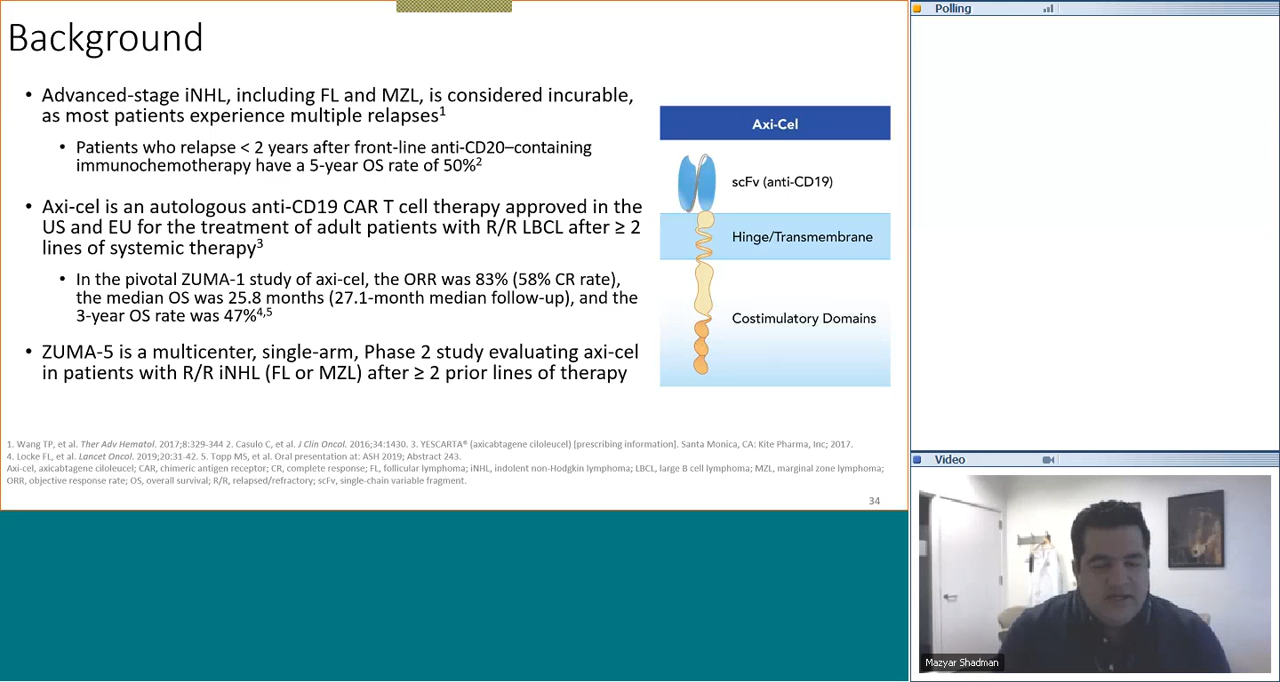 Background
• Advanced-stage iNHL, including FL and MZL, is considered incurable,
as most patients experience multiple relapses1
• Patients who relapse < 2 years after front-line anti-CD20–containing
immunochemotherapy have a 5-year OS rate of 50%2
• Axi-cel is an autologous anti-CD19 CAR T cell therapy approved in the
US and EU for the treatment of adult patients with R/R LBCL after ≥ 2
lines of systemic therapy3
• In the pivotal ZUMA-1 study of axi-cel, the ORR was 83% (58% CR rate),
the median OS was 25.8 months (27.1-month median follow-up), and the
3-year OS rate was 47%4,5
• ZUMA-5 is a multicenter, single-arm, Phase 2 study evaluating axi-cel
in patients with R/R iNHL (FL or MZL) after ≥ 2 prior lines of therapy
Axi-Cel
scFv (anti-CD19)
Hinge/Transmembrane
Costimulatory Domains
1. Wang TP, et al. Ther Adv Hematol. 2017;8:329-344 2. Casulo C, et al. J Clin Oncol. 2016;34:1430. 3. YESCARTA® (axicabtagene ciloleucel) [prescribing information]. Santa Monica, CA: Kite Pharma, Inc; 2017.
4. Locke FL, et al. Lancet Oncol. 2019;20:31-42. 5. Topp MS, et al. Oral presentation at: ASH 2019; Abstract 243.
Axi-cel, axicabtagene ciloleucel; CAR, chimeric antigen receptor; CR, complete response; FL, follicular lymphoma; iNHL, indolent non-Hodgkin lymphoma; LBCL, large B cell lymphoma; MZL, marginal zone lymphoma;
ORR, objective response rate; OS, overall survival; R/R, relapsed/refractory; scFv, single-chain variable fragment.
34
Polling
Video
Mazyar Shadman